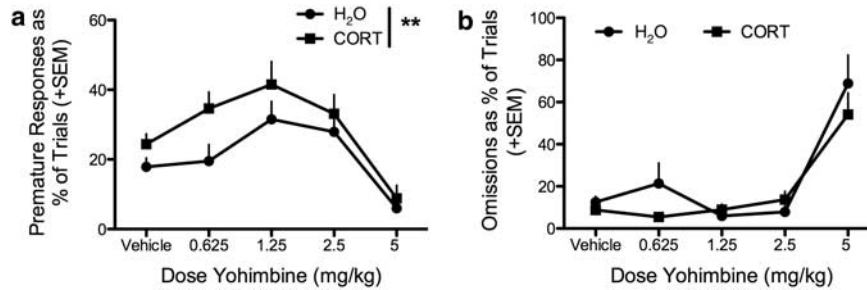 a
Premature Responses as
% of Trials (+SEM)
60
40
20
0
H₂O
CORT
**
Vehicle 0.625 1.25 2.5 5
Dose Yohimbine (mg/kg)
b
Omissions as % of Trials
(+SEM)
100
80
60
40
20
0
H₂O CORT
Vehicle 0.625 1.25 2.5 5
Dose Yohimbine (mg/kg)